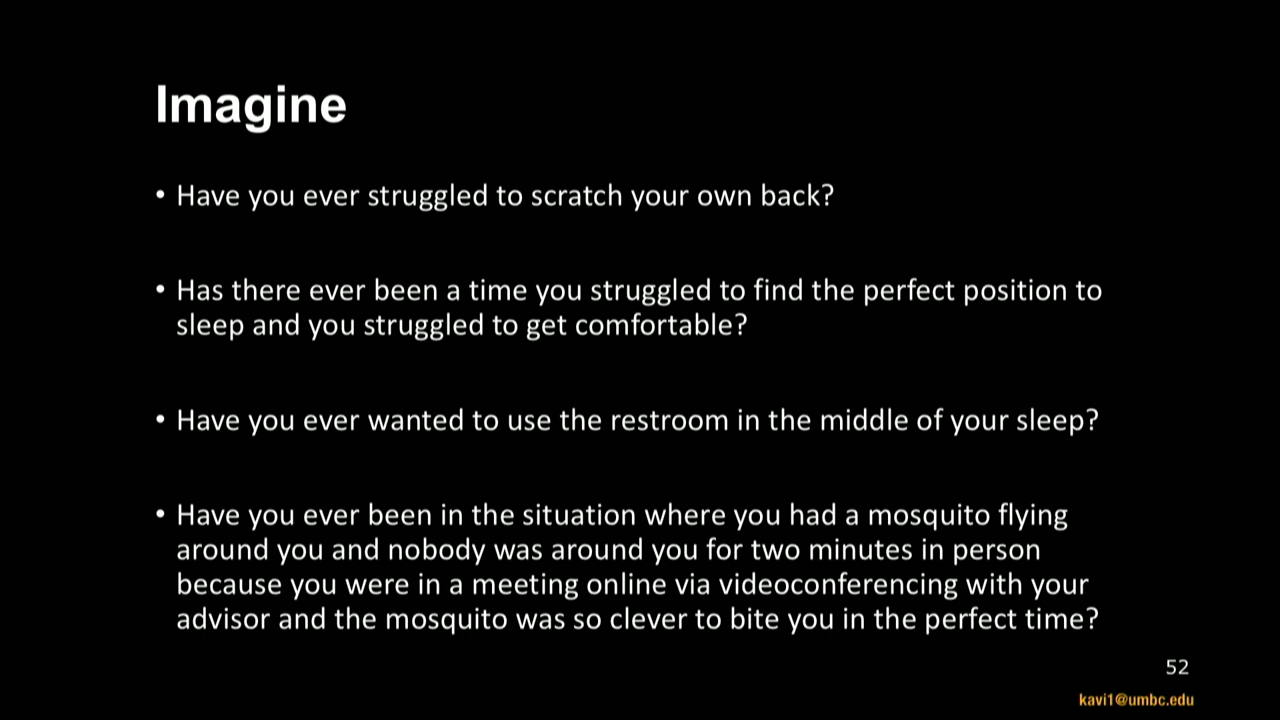 Imagine
• Have you ever struggled to scratch your own back?
• Has there ever been a time you struggled to find the perfect position to
sleep and you struggled to get comfortable?
• Have you ever wanted to use the restroom in the middle of your sleep?
• Have you ever been in the situation where you had a mosquito flying
around you and nobody was around you for two minutes in person
because you were in a meeting online via videoconferencing with your
advisor and the mosquito was so clever to bite you in the perfect time?
52
kavi1@umbc.edu